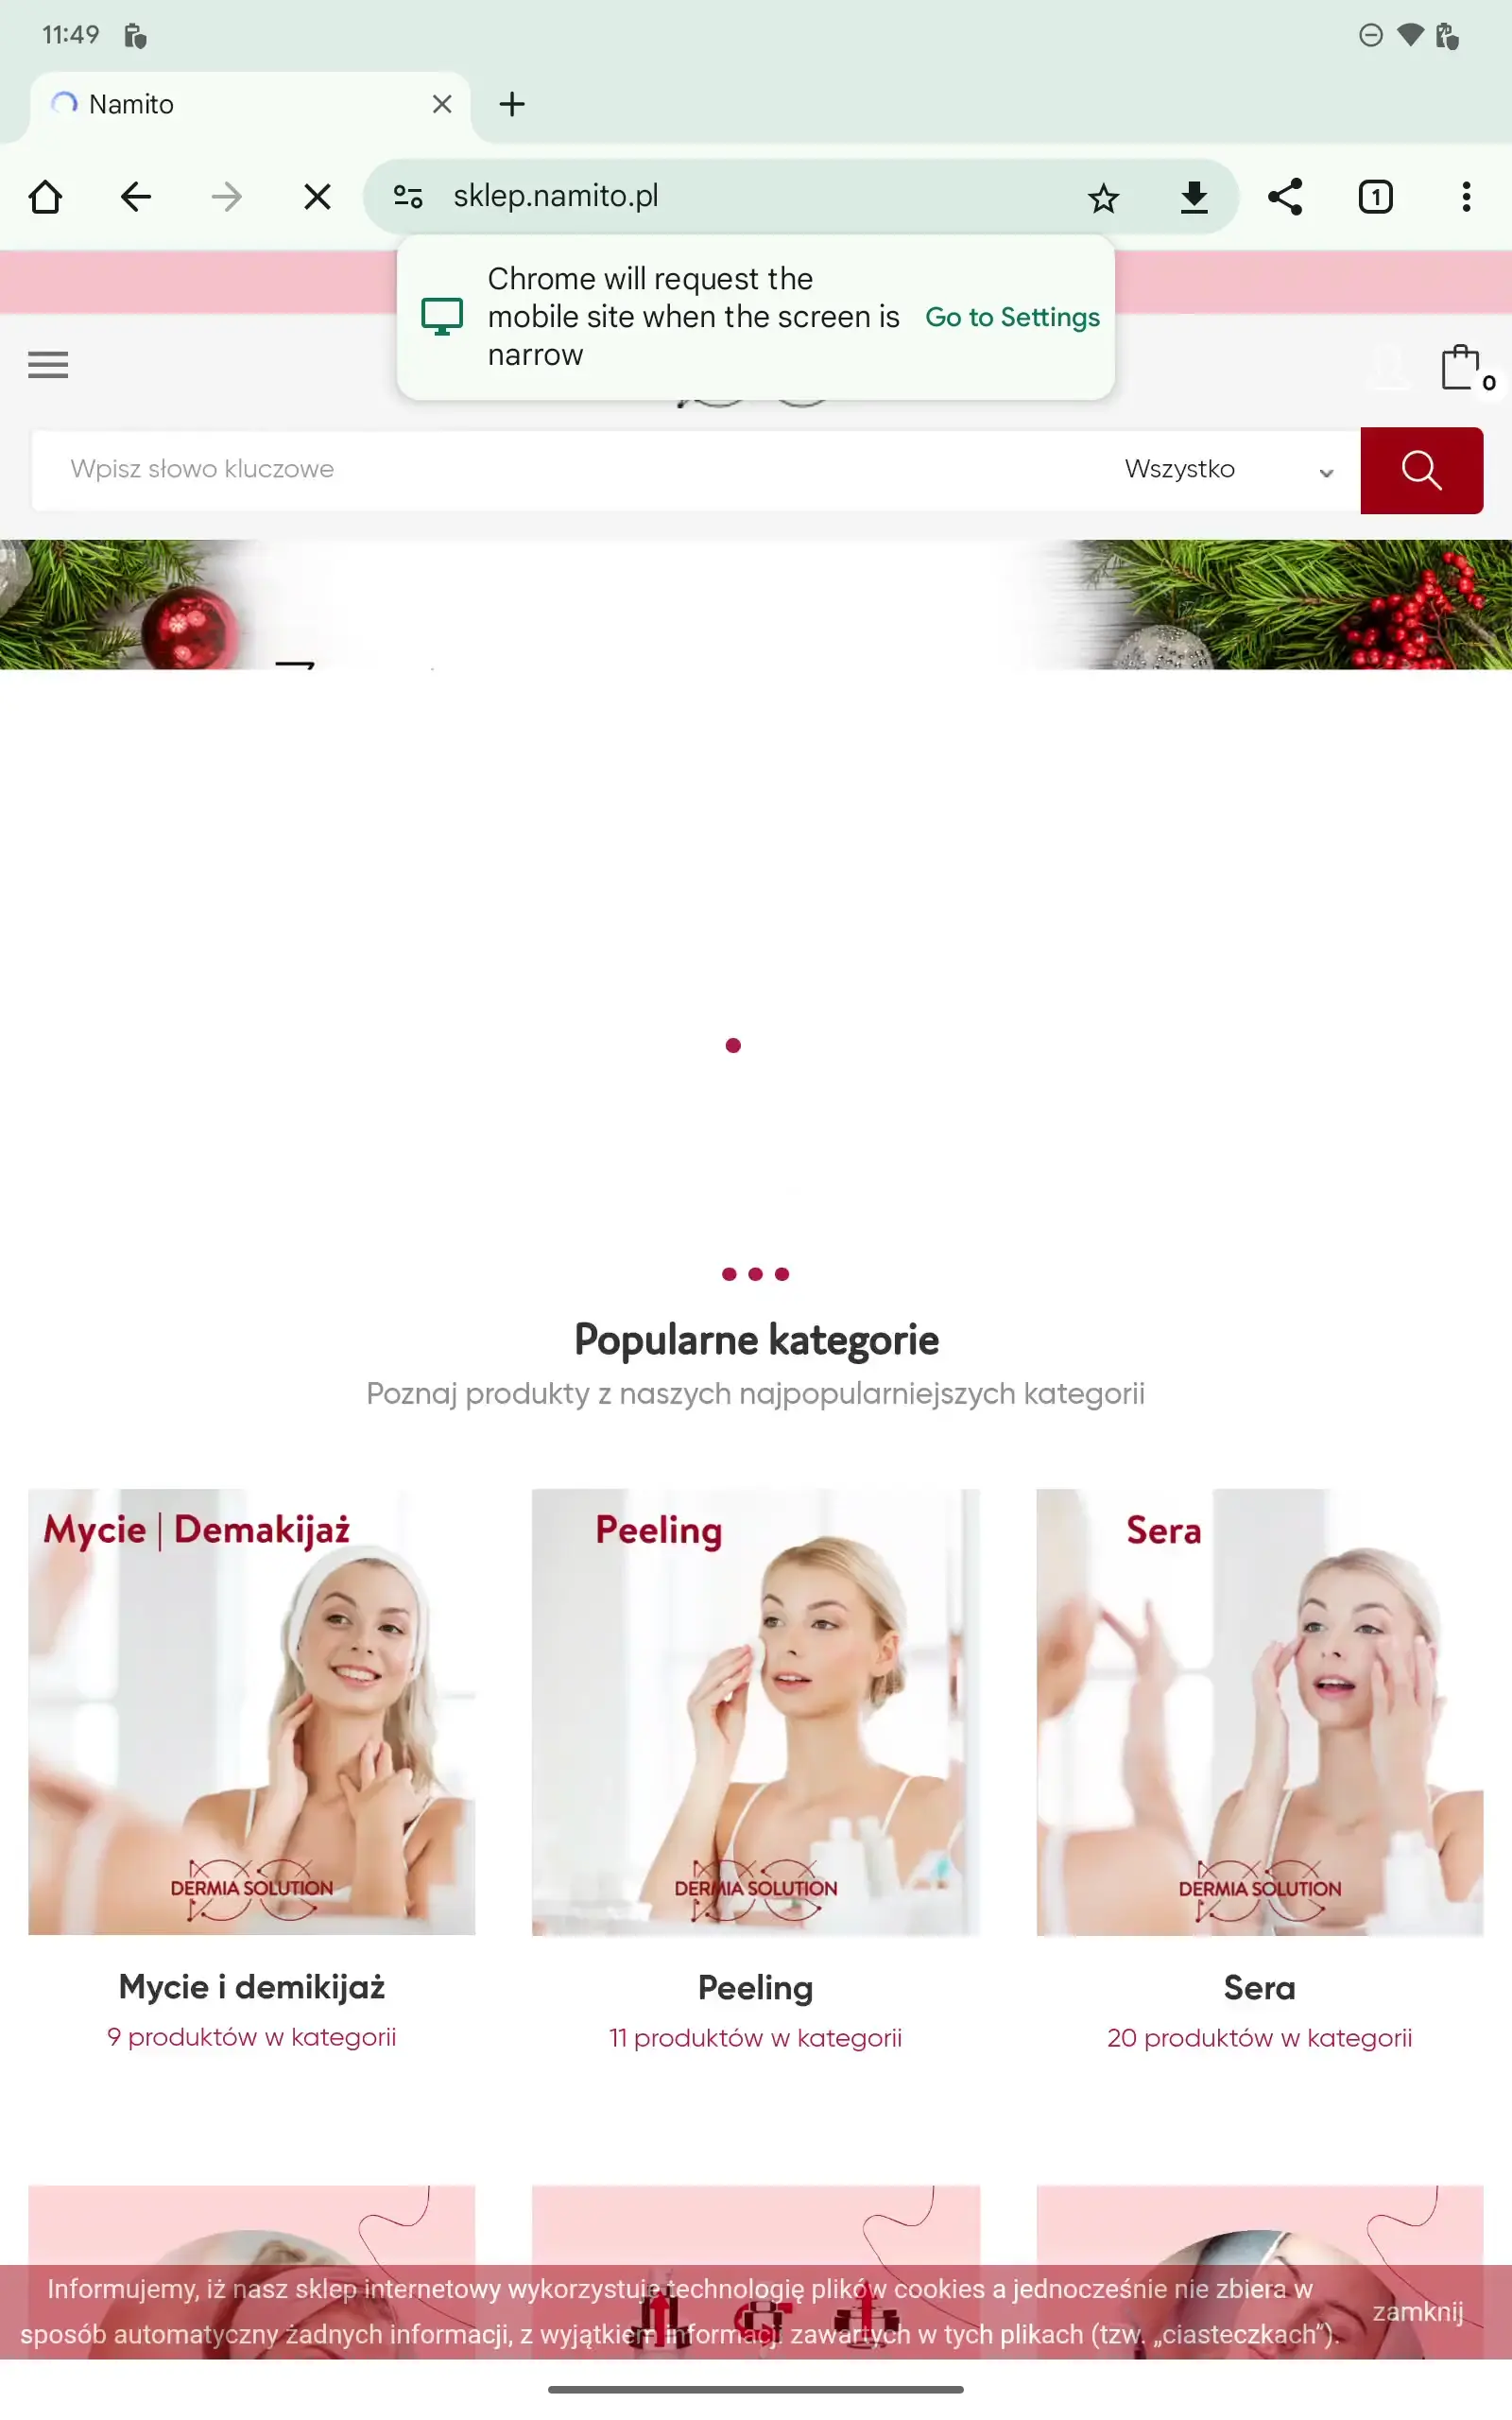 11:49
Namito
sklep.namito.pl
1
Chrome will request the
mobile site when the screen is
narrow
Go to Settings
0
Wpisz słowo kluczowe
Wszystko
Popularne kategorie
Poznaj produkty z naszych najpopularniejszych kategorii
Mycie | Demakijaż
Peeling
Sera
DERMIA SOLUTION
DERMIA SOLUTION
DERMIA SOLUTION
Mycie i demikijaż
Peeling
Sera
9 produktów w kategorii
11 produktów w kategorii
20 produktów w kategorii
Informujemy, iż nasz sklep internetowy wykorzystuje technologię plików cookies a jednocześnie nie zbiera w
sposób automatyczny żadnych informacji, z wyjątkiem informacji zawartych w tych plikach (tzw. „ciasteczkach”).
zamknij